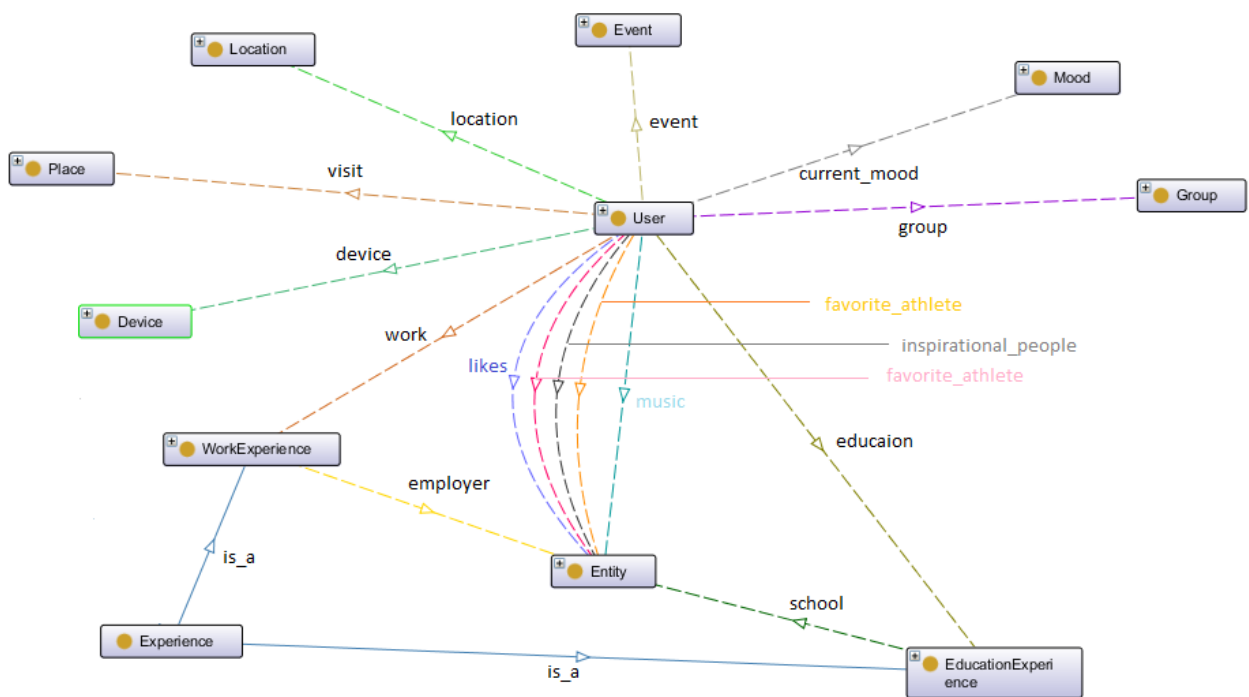 Event
Location
Mood
location
event
Place
visit
current_mood
Group
User
group
device
favorite_athlete
Device
work
inspirational_people
likes
favorite_athlete
music
WorkExperience
educaion
employer
is_a
Entity
school
Experience
EducationExperi
ence
is_a